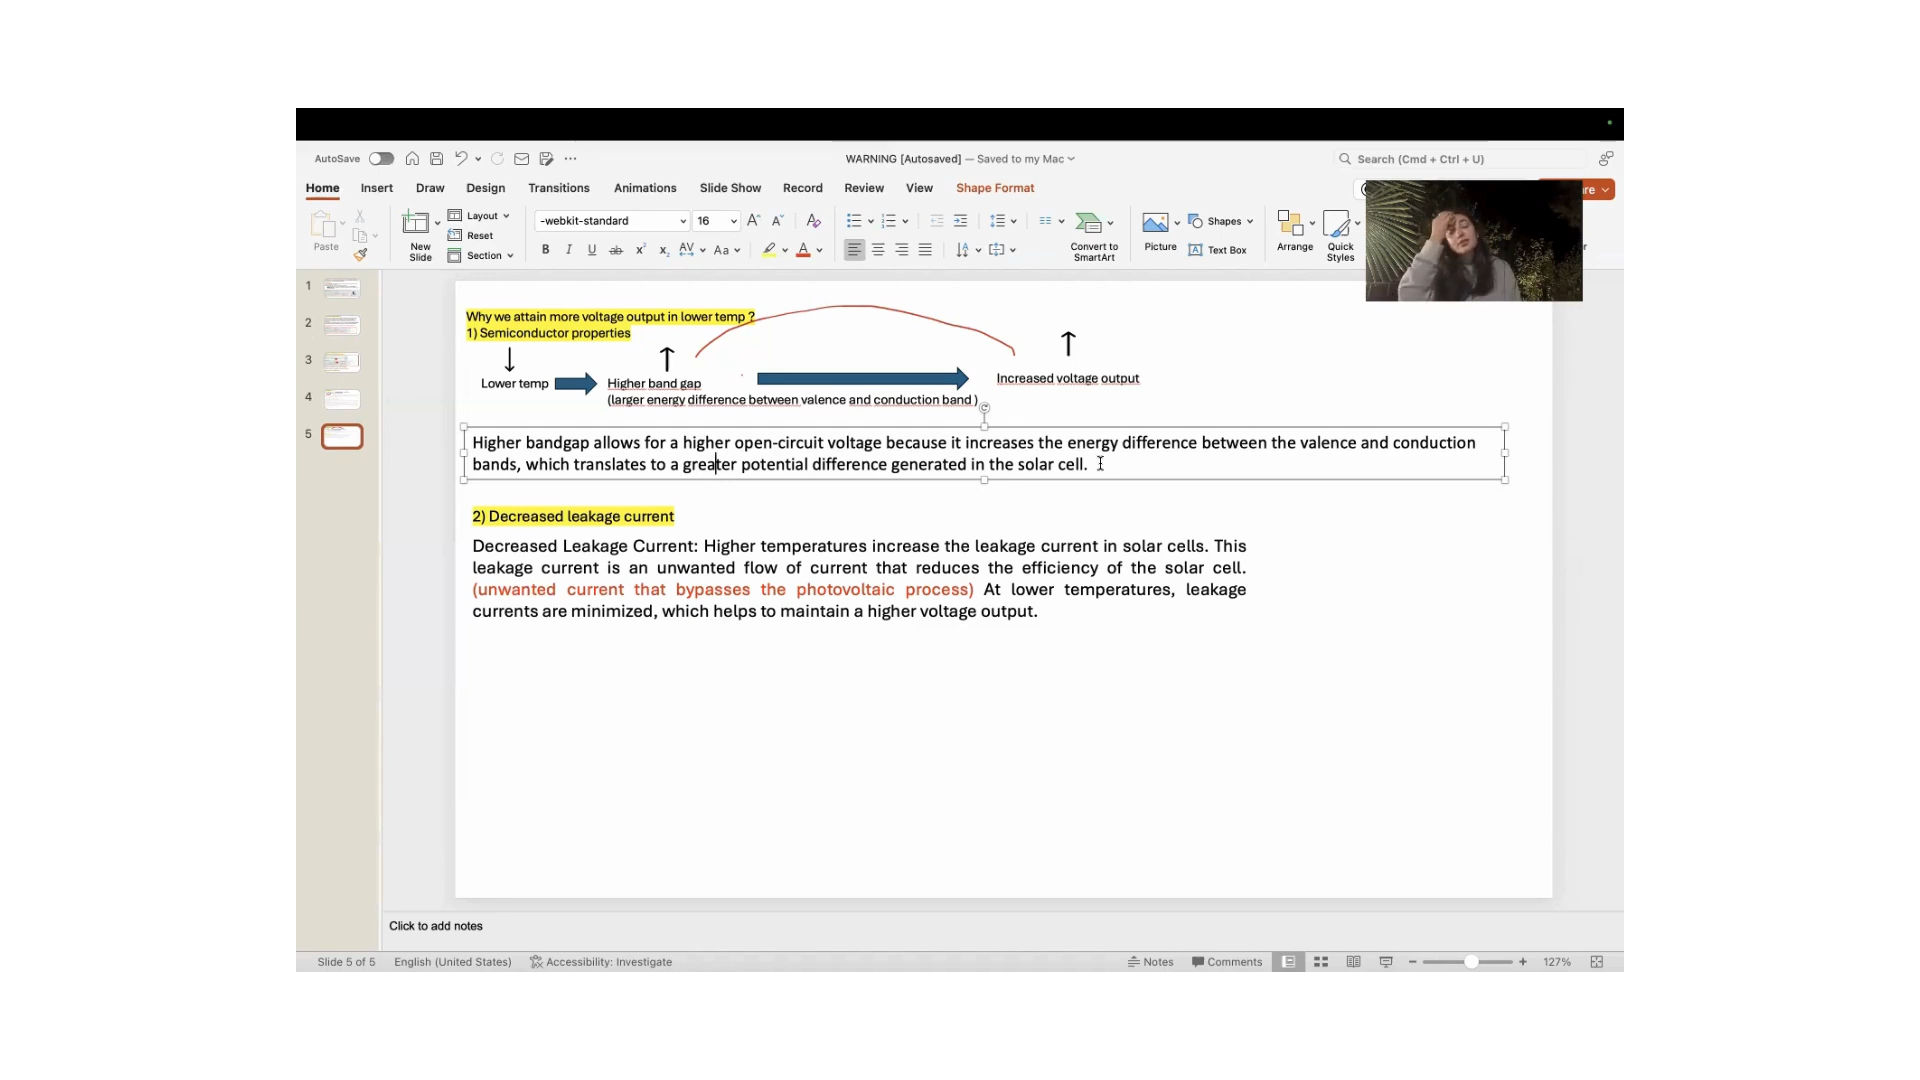 AutoSave
WARNING [Autosaved] — Saved to my Mac
Search (Cmd + Ctrl + U)
Home Insert Draw Design Transitions Animations Slide Show Record Review View Shape Format
Paste
New Slide
Layout
Reset
Section
-webkit-standard 16
Convert to SmartArt
Picture
Shapes
Text Box
Arrange
Quick Styles
1
2
3
4
5
Why we attain more voltage output in lower temp ?
1) Semiconductor properties
Lower temp Higher band gap Increased voltage output
(larger energy difference between valence and conduction band )
Higher bandgap allows for a higher open-circuit voltage because it increases the energy difference between the valence and conduction
bands, which translates to a greater potential difference generated in the solar cell.
2) Decreased leakage current
Decreased Leakage Current: Higher temperatures increase the leakage current in solar cells. This
leakage current is an unwanted flow of current that reduces the efficiency of the solar cell.
(unwanted current that bypasses the photovoltaic process) At lower temperatures, leakage
currents are minimized, which helps to maintain a higher voltage output.
Click to add notes
Slide 5 of 5 English (United States) Accessibility: Investigate Notes Comments 127%